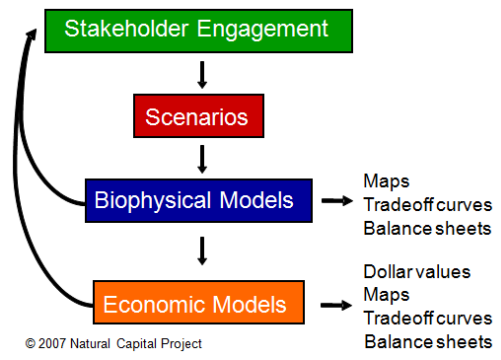 Stakeholder Engagement
Scenarios
Biophysical Models
Maps
Tradeoff curves
Balance sheets
Economic Models
Dollar values
Maps
Tradeoff curves
Balance sheets
© 2007 Natural Capital Project